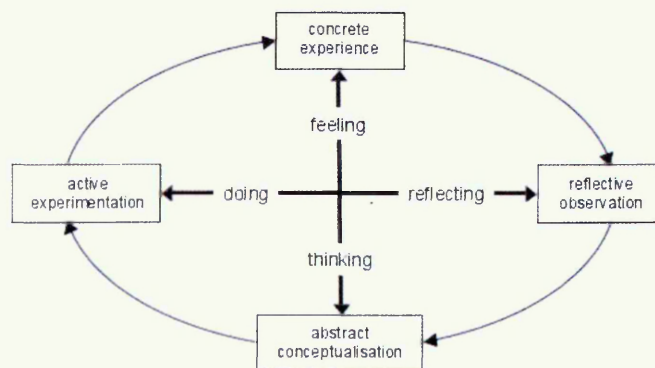 concrete
experience
feeling
active
experimentation
doing
reflecting
reflective
observation
thinking
abstract
conceptualisation